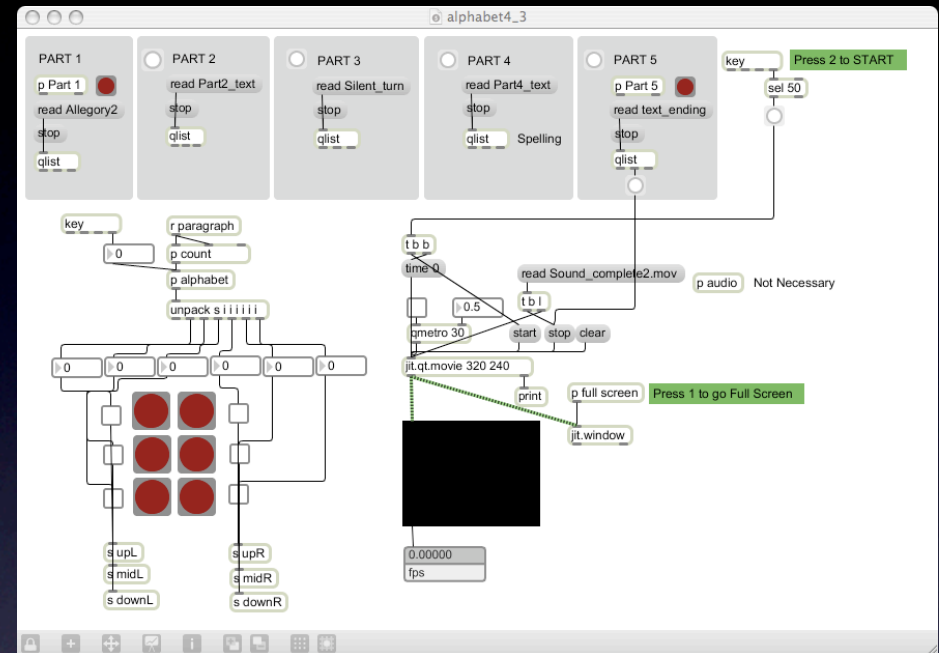 alphabet4_3
PART 1
p Part 1
read Allegory2
stop
qlist
PART 2
read Part2_text
stop
qlist
PART 3
read Silent_turn
stop
qlist
PART 4
read Part4_text
stop
qlist
Spelling
PART 5
p Part 5
read text_ending
stop
qlist
key
Press 2 to START
sel 50
key
0
r paragraph
p count
p alphabet
unpack s i i i i i i
0
0
0
0
0
0
s upL
s midL
s downL
s upR
s midR
s downR
t b b
time 0
read Sound_complete2.mov
p audio
Not Necessary
t b l
0.5
qmetro 30
start
stop
clear
jit.qt.movie 320 240
print
p full screen
Press 1 to go Full Screen
jit.window
0.00000
fps